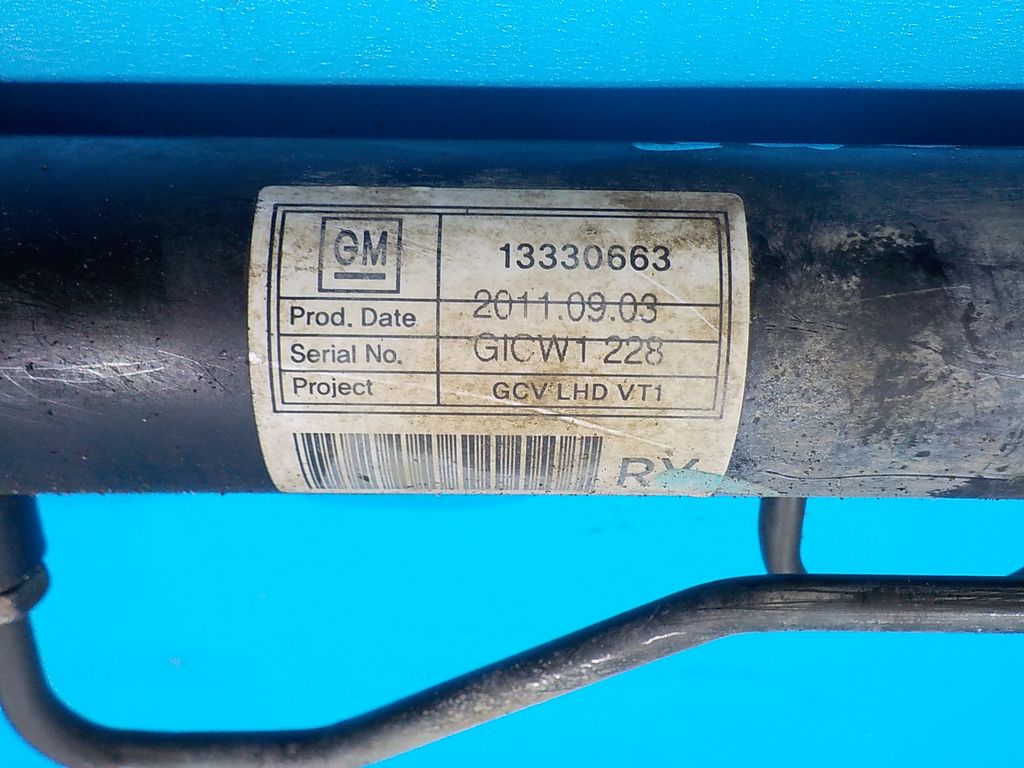 GM 13330663
Prod. Date 2011.09.03
Serial No. GICW1 228
Project GCV LHD VT1
RY